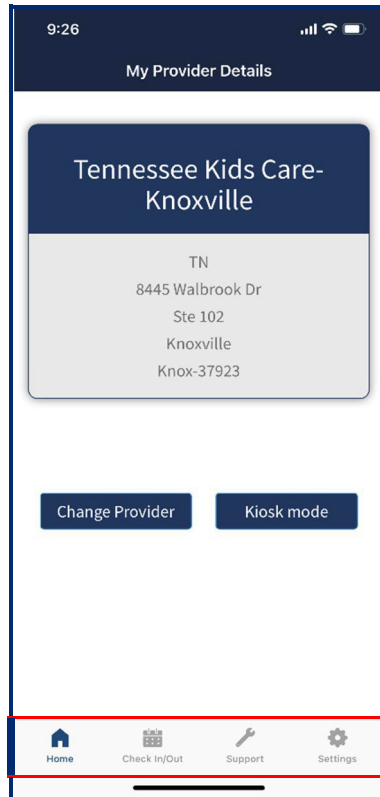 9:26
My Provider Details
Tennessee Kids Care-
Knoxville
TN
8445 Walbrook Dr
Ste 102
Knoxville
Knox-37923
Change Provider
Kiosk mode
Home
Check In/Out
Support
Settings